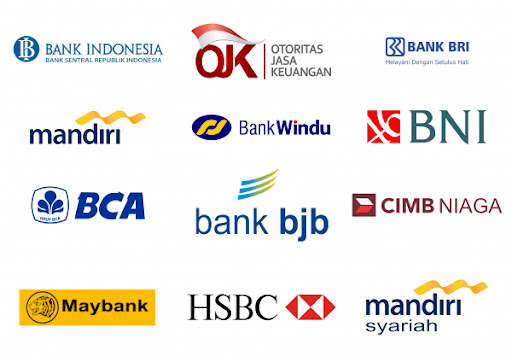 BANK INDONESIA
BANK SENTRAL REPUBLIK INDONESIA
OJK
OTORITAS
JASA
KEUANGAN
BANK BRI
Melayani Dengan Setulus Hati
mandiri
BankWindu
BNI
BCA
bank bjb
CIMB NIAGA
Maybank
HSBC
mandiri
syariah